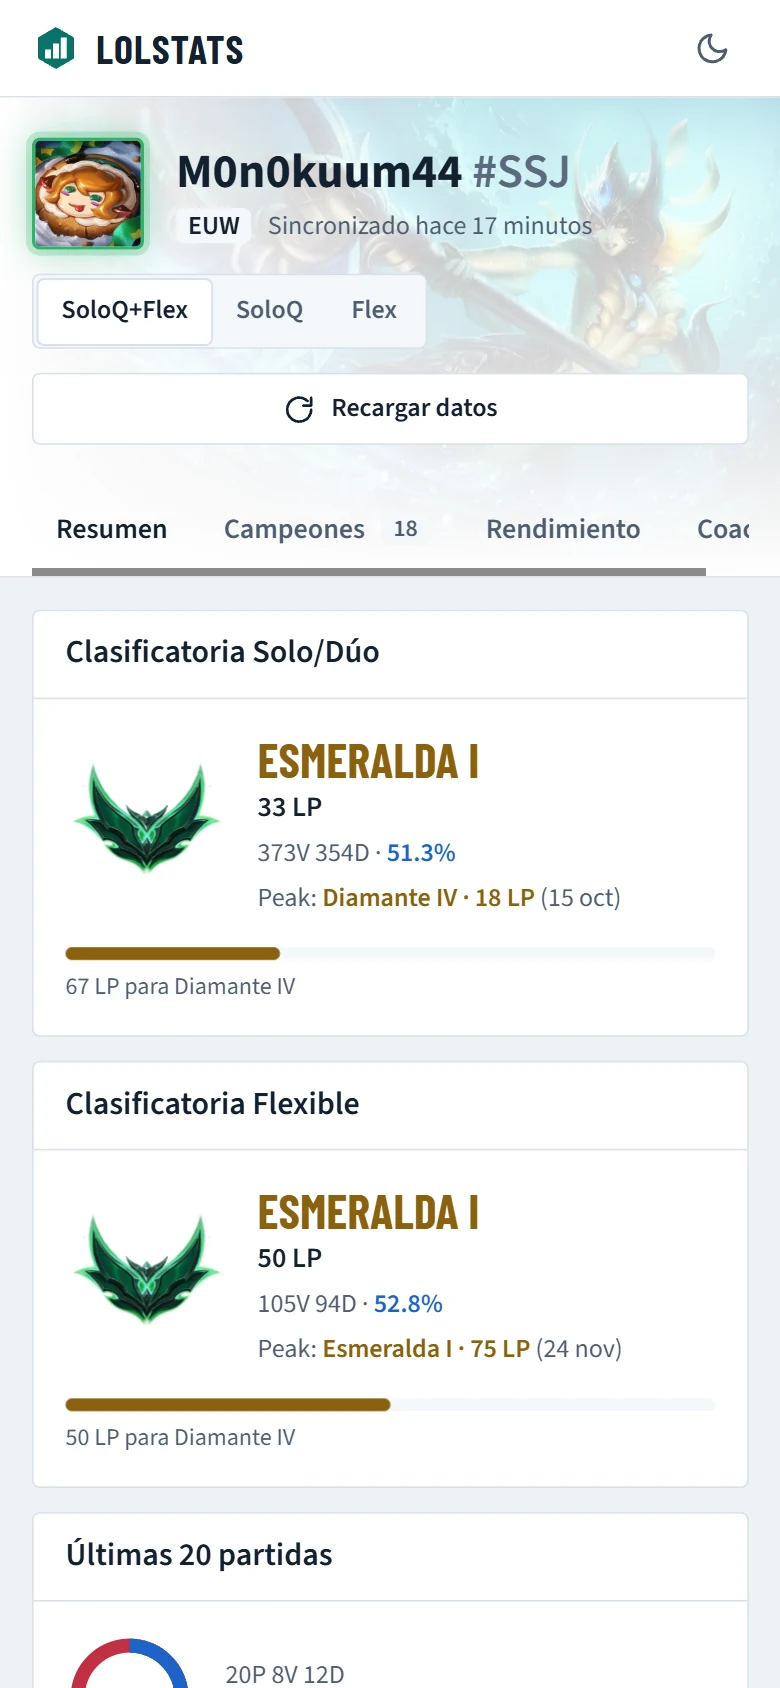 LOLSTATS
M0n0kuum44 #SSJ
EUW Sincronizado hace 17 minutos
SoloQ+Flex SoloQ Flex
Recargar datos
Resumen Campeones 18 Rendimiento Coac
Clasificatoria Solo/Dúo
ESMERALDA I
33 LP
373V 354D · 51.3%
Peak: Diamante IV · 18 LP (15 oct)
67 LP para Diamante IV
Clasificatoria Flexible
ESMERALDA I
50 LP
105V 94D · 52.8%
Peak: Esmeralda I · 75 LP (24 nov)
50 LP para Diamante IV
Últimas 20 partidas
20P 8V 12D